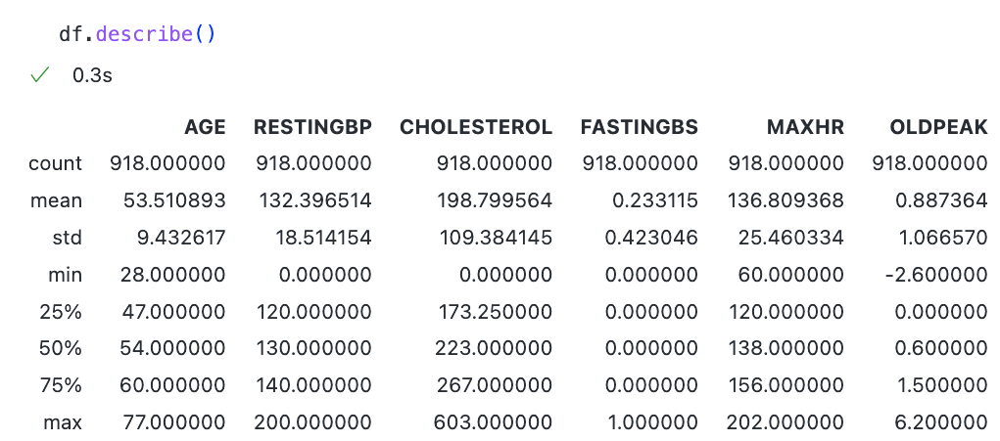 df.describe()
✓ 0.3s
AGE RESTINGBP CHOLESTEROL FASTINGBS MAXHR OLDPEAK
count 918.000000 918.000000 918.000000 918.000000 918.000000 918.000000
mean 53.510893 132.396514 198.799564 0.233115 136.809368 0.887364
std 9.432617 18.514154 109.384145 0.423046 25.460334 1.066570
min 28.000000 0.000000 0.000000 0.000000 60.000000 -2.600000
25% 47.000000 120.000000 173.250000 0.000000 120.000000 0.000000
50% 54.000000 130.000000 223.000000 0.000000 138.000000 0.600000
75% 60.000000 140.000000 267.000000 0.000000 156.000000 1.500000
max 77.000000 200.000000 603.000000 1.000000 202.000000 6.200000